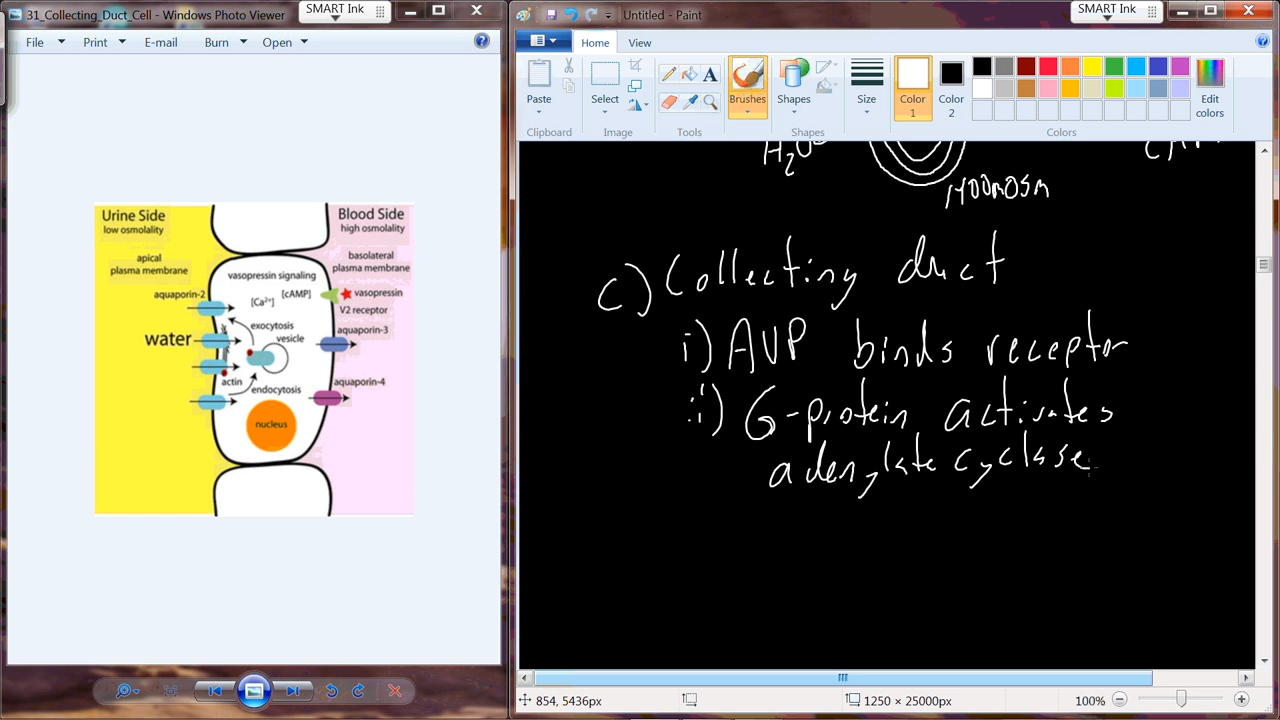 31_Collecting_Duct_Cell - Windows Photo Viewer
SMART Ink
File Print E-mail Burn Open
Urine Side
low osmolality
Blood Side
high osmolality
apical
plasma membrane
basolateral
plasma membrane
vasopressin signaling
aquaporin-2
[Ca2+]
[cAMP]
vasopressin
V2 receptor
exocytosis
vesicle
aquaporin-3
water
actin
endocytosis
aquaporin-4
nucleus
Untitled - Paint
SMART Ink
Home View
Paste
Select
Brushes
Shapes
Size
Color 1
Color 2
Edit colors
Clipboard Image Tools Shapes Colors
H2O
1400mOSM
c) Collecting duct
i) AVP binds receptor
ii) G-protein activates
adenylate cyclase
854, 5436px
1250 × 25000px
100%